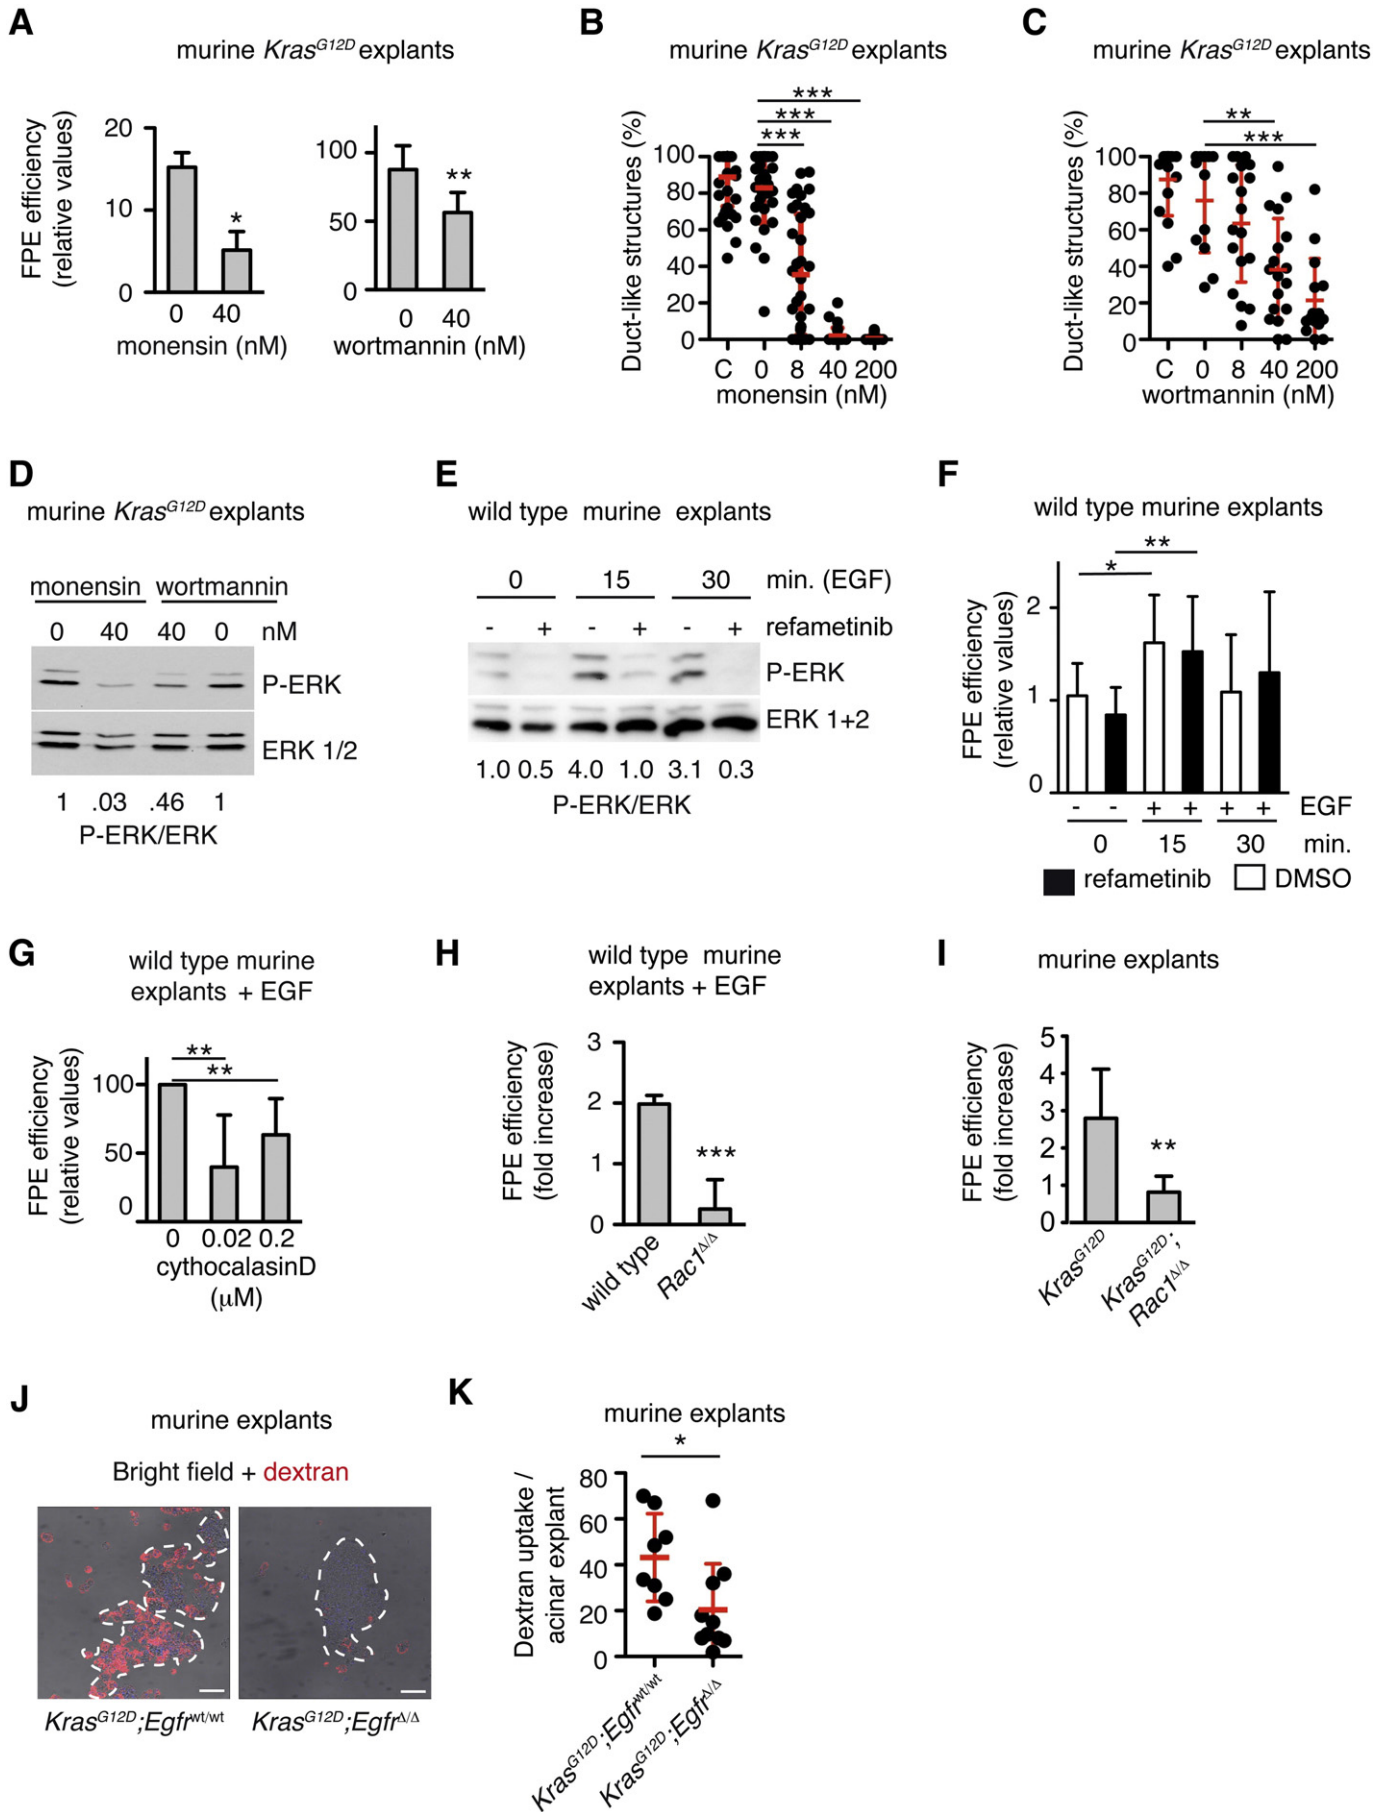 A
murine KrasG12D explants
FPE efficiency
(relative values)
20
10
0
*
0 40
monensin (nM)
100
50
0
**
0 40
wortmannin (nM)
B
murine KrasG12D explants
***
***
***
Duct-like structures (%)
100
80
60
40
20
0
C 0 8 40 200
monensin (nM)
C
murine KrasG12D explants
**
***
Duct-like structures (%)
100
80
60
40
20
0
C 0 8 40 200
wortmannin (nM)
D
murine KrasG12D explants
monensin wortmannin
0 40 40 0 nM
P-ERK
ERK 1/2
1 .03 .46 1
P-ERK/ERK
E
wild type murine explants
0 15 30 min. (EGF)
- + - + - + refametinib
P-ERK
ERK 1+2
1.0 0.5 4.0 1.0 3.1 0.3
P-ERK/ERK
F
wild type murine explants
**
*
FPE efficiency
(relative values)
2
1
0
- - + + + + EGF
0 15 30 min.
refametinib DMSO
G
wild type murine
explants + EGF
**
**
FPE efficiency
(relative values)
100
50
0
0 0.02 0.2
cythocalasinD
(μM)
H
wild type murine
explants + EGF
FPE efficiency
(fold increase)
3
2
1
0
***
wild type
Rac1Δ/Δ
I
murine explants
FPE efficiency
(fold increase)
5
4
3
2
1
0
**
KrasG12D
KrasG12D;
Rac1Δ/Δ
J
murine explants
Bright field + dextran
KrasG12D;Egfrwt/wt KrasG12D;EgfrΔ/Δ
K
murine explants
*
Dextran uptake /
acinar explant
80
60
40
20
0
KrasG12D;Egfrwt/wt
KrasG12D;EgfrΔ/Δ